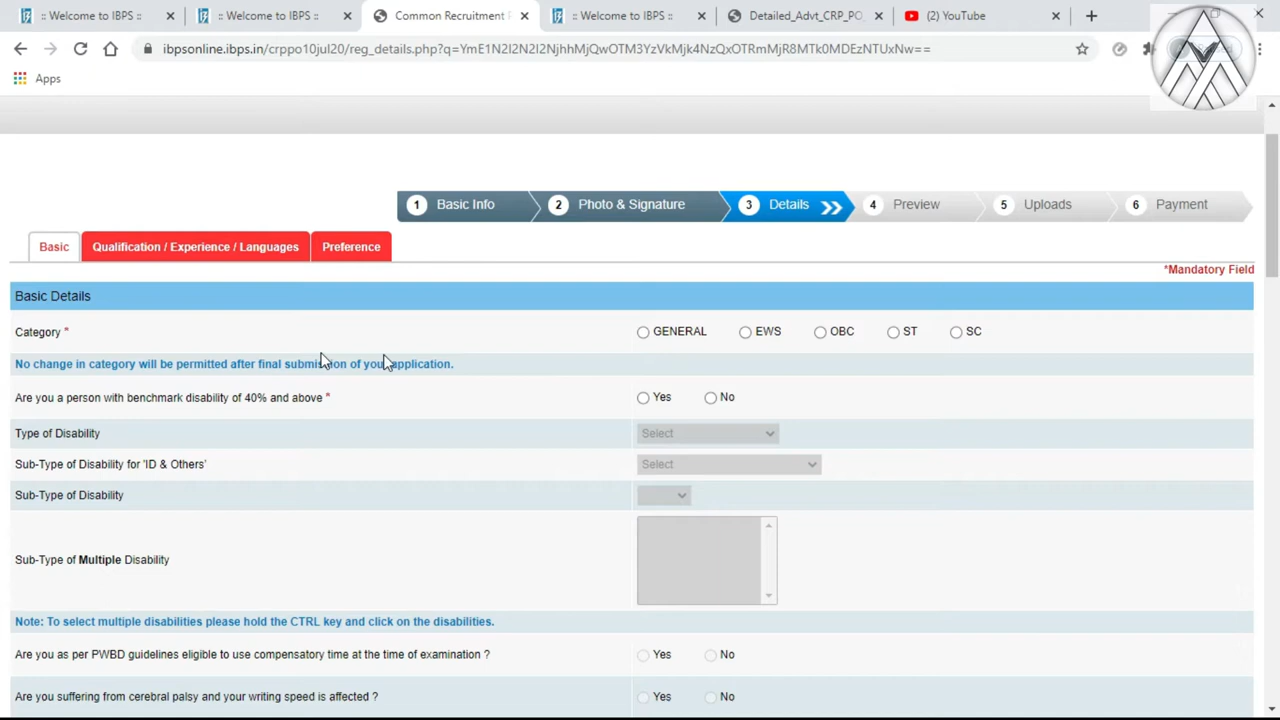 :: Welcome to IBPS ::
:: Welcome to IBPS ::
Common Recruitment P
:: Welcome to IBPS ::
Detailed_Advt_CRP_PO_
(2) YouTube
ibpsonline.ibps.in/crppo10jul20/reg_details.php?q=YmE1N2I2N2I2NjhhMjQwOTM3YzVkMjk4NzQxOTRmMjR8MTk0MDEzNTUxNw==
Apps
1 Basic Info 2 Photo & Signature 3 Details 4 Preview 5 Uploads 6 Payment
Basic Qualification / Experience / Languages Preference
*Mandatory Field
Basic Details
Category * GENERAL EWS OBC ST SC
No change in category will be permitted after final submission of your application.
Are you a person with benchmark disability of 40% and above * Yes No
Type of Disability Select
Sub-Type of Disability for 'ID & Others' Select
Sub-Type of Disability
Sub-Type of Multiple Disability
Note: To select multiple disabilities please hold the CTRL key and click on the disabilities.
Are you as per PWBD guidelines eligible to use compensatory time at the time of examination ? Yes No
Are you suffering from cerebral palsy and your writing speed is affected ? Yes No